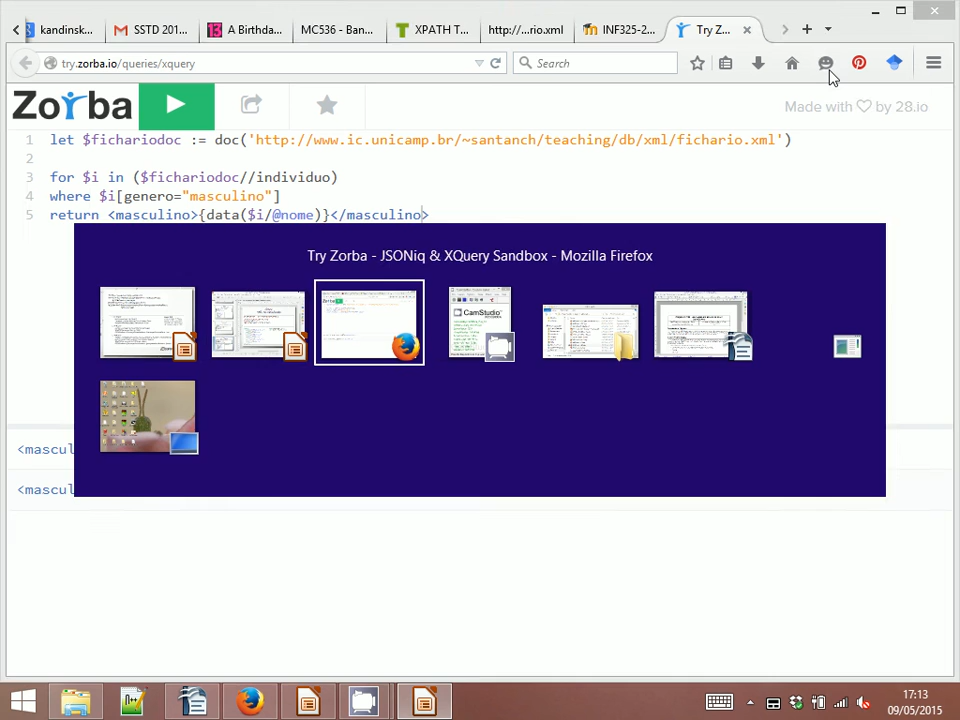 kandinsk...
SSTD 201...
A Birthda...
MC536 - Ban...
XPATH T...
http:/...rio.xml
INF325-2...
Try Z...
try.zorba.io/queries/xquery
Search
Zorba
Made with ♡ by 28.io
1 let $fichariodoc := doc('http://www.ic.unicamp.br/~santanch/teaching/db/xml/fichario.xml')
2
3 for $i in ($fichariodoc//individuo)
4 where $i[genero="masculino"]
5 return <masculino>{data($i/@nome)}</masculino>
Try Zorba - JSONiq & XQuery Sandbox - Mozilla Firefox
CamStudio
<mascul
<mascul
17:13
09/05/2015